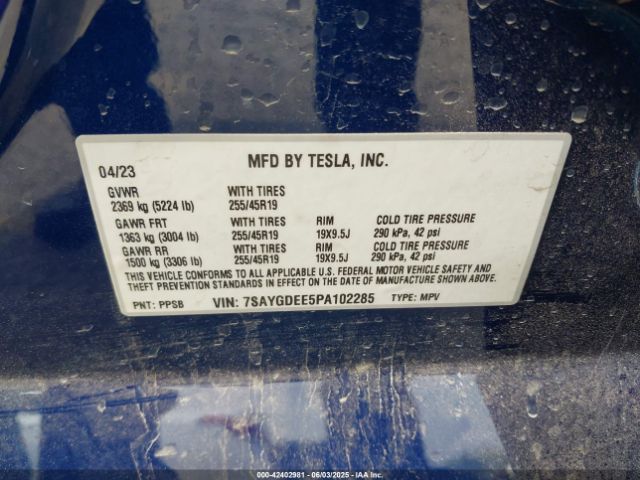 04/23 MFD BY TESLA, INC.
GVWR WITH TIRES
2369 kg (5224 lb) 255/45R19
GAWR FRT WITH TIRES RIM COLD TIRE PRESSURE
1363 kg (3004 lb) 255/45R19 19X9.5J 290 kPa, 42 psi
GAWR RR WITH TIRES RIM COLD TIRE PRESSURE
1500 kg (3306 lb) 255/45R19 19X9.5J 290 kPa, 42 psi
THIS VEHICLE CONFORMS TO ALL APPLICABLE U.S. FEDERAL MOTOR VEHICLE SAFETY AND
THEFT PREVENTION STANDARDS IN EFFECT ON THE DATE OF MANUFACTURE SHOWN ABOVE.
PNT: PPSB VIN: 7SAYGDEE5PA102285 TYPE: MPV
000-42402981 - 06/03/2025 - IAA Inc.